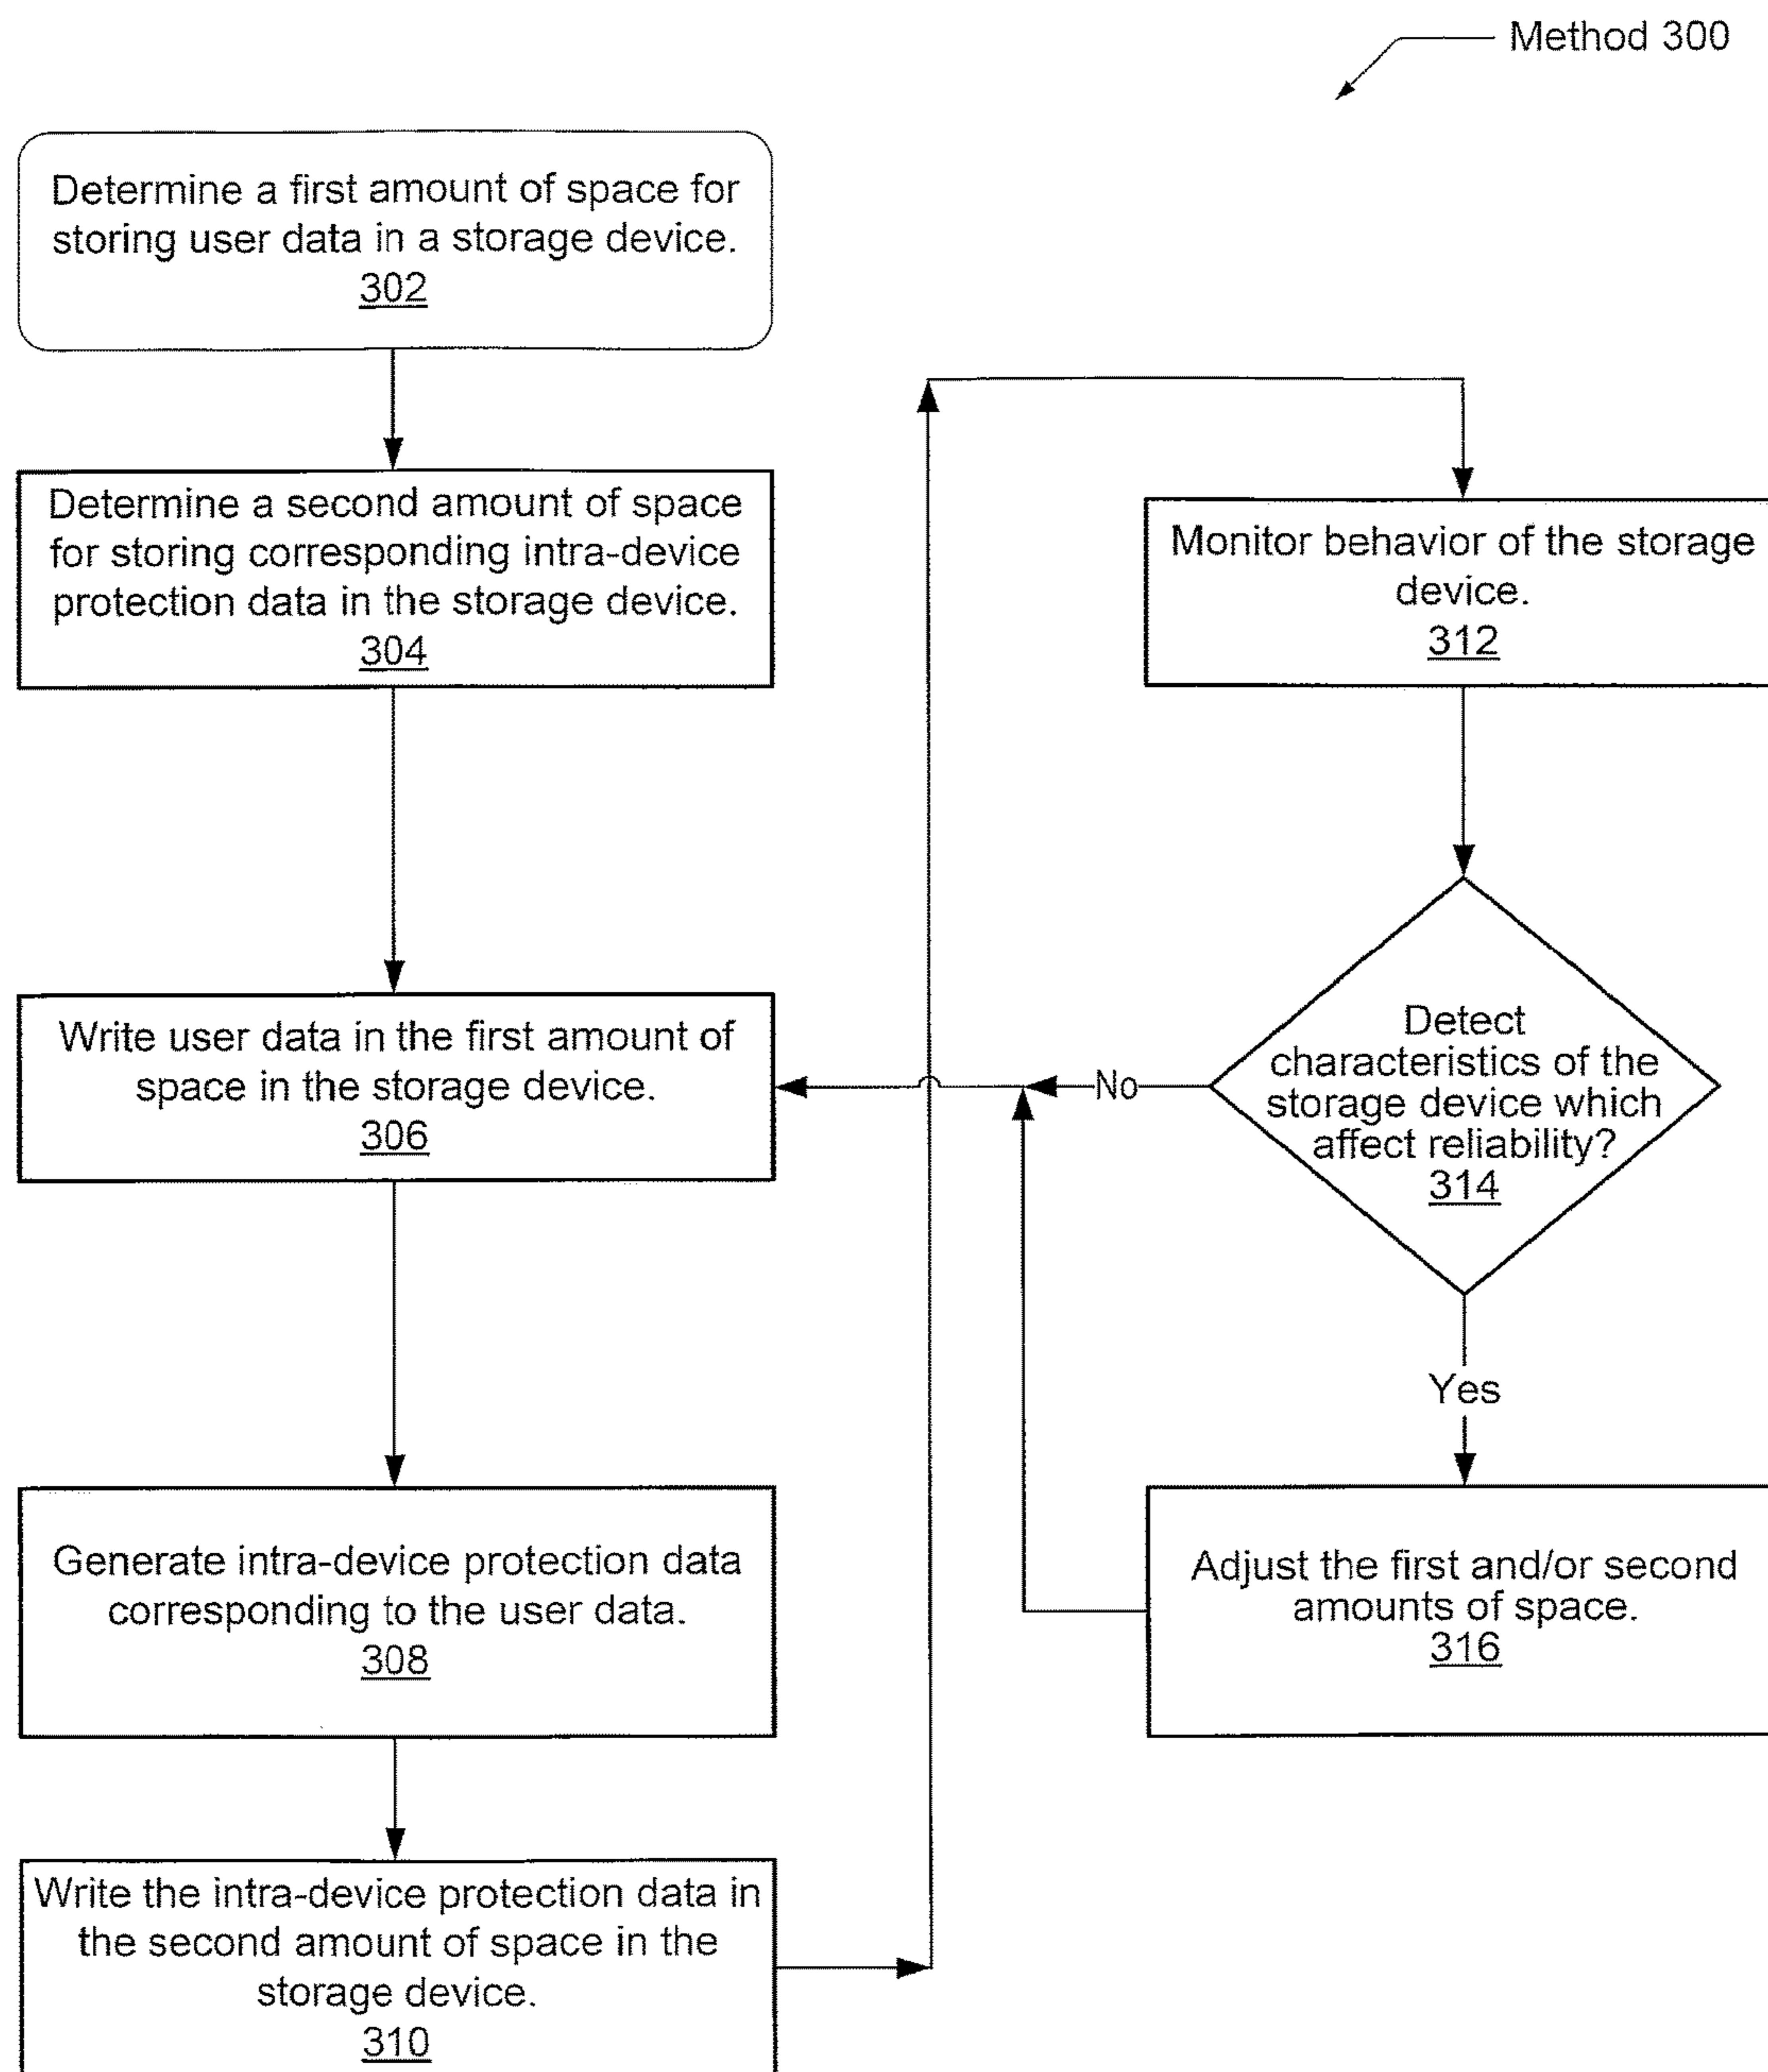 Method 300
Determine a first amount of space for
storing user data in a storage device.
302
Determine a second amount of space
for storing corresponding intra-device
protection data in the storage device.
304
Write user data in the first amount of
space in the storage device.
306
Generate intra-device protection data
corresponding to the user data.
308
Write the intra-device protection data in
the second amount of space in the
storage device.
310
Monitor behavior of the storage
device.
312
Detect
characteristics of the
storage device which
affect reliability?
314
No
Yes
Adjust the first and/or second
amounts of space.
316